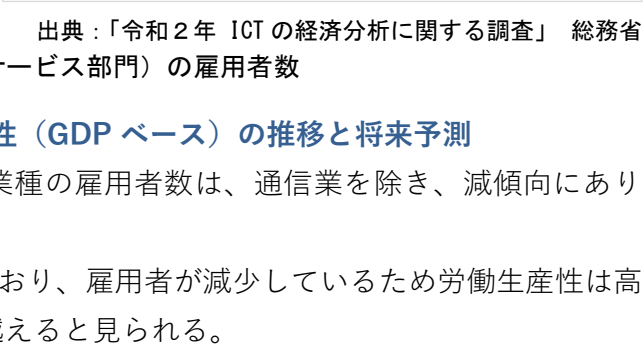 出典：「令和２年 ICT の経済分析に関する調査」 総務省
ービス部門）の雇用者数
性（GDP ベース）の推移と将来予測
業種の雇用者数は、通信業を除き、減傾向にあり
おり、雇用者が減少しているため労働生産性は高
えると見られる。